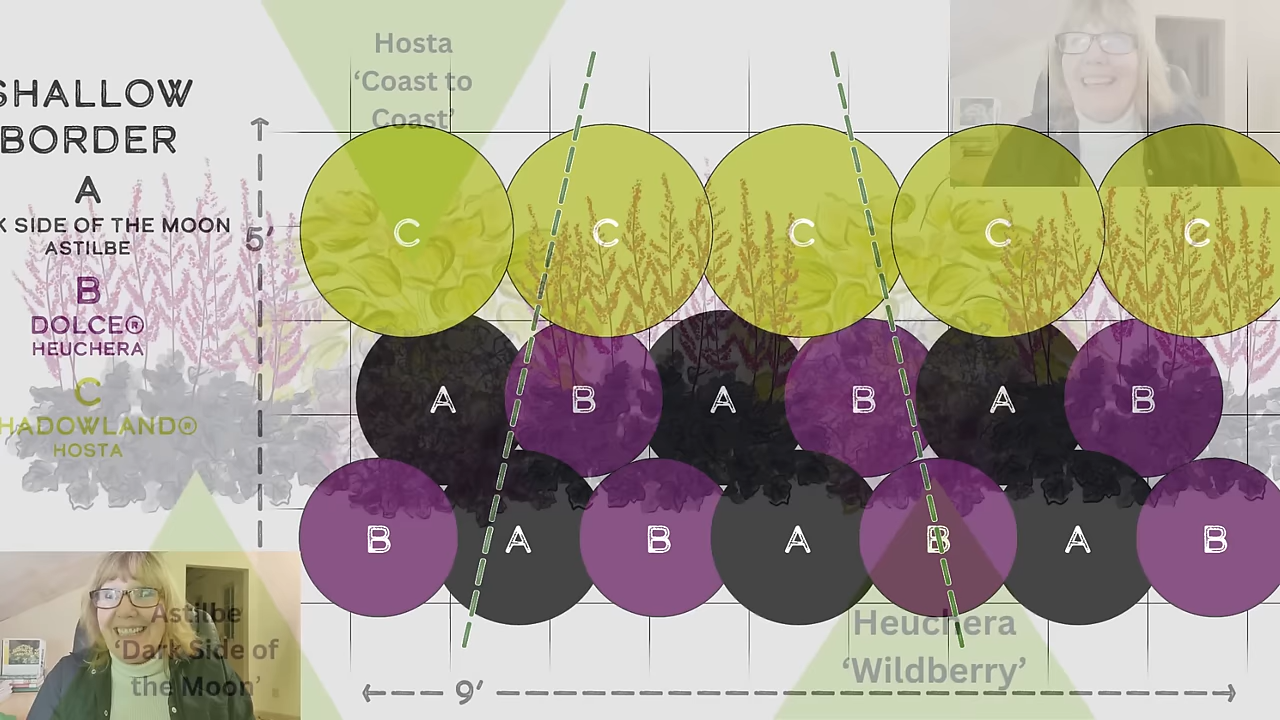 SHALLOW
BORDER
A
K SIDE OF THE MOON
ASTILBE
B
DOLCE®
HEUCHERA
C
HADOWLAND®
HOSTA
5'
Hosta
‘Coast to
Coast’
C C C C C
A B A B A B
B A B A B A B
Astilbe
‘Dark Side of
the Moon’
Heuchera
‘Wildberry’
9'